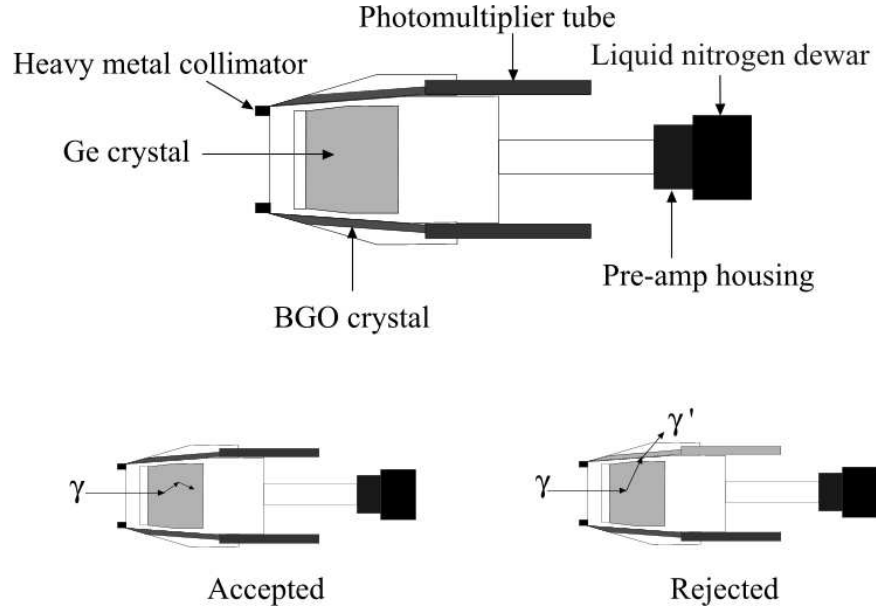 Photomultiplier tube
Liquid nitrogen dewar
Heavy metal collimator
Ge crystal
Pre-amp housing
BGO crystal
γ
γ
γ '
Accepted
Rejected